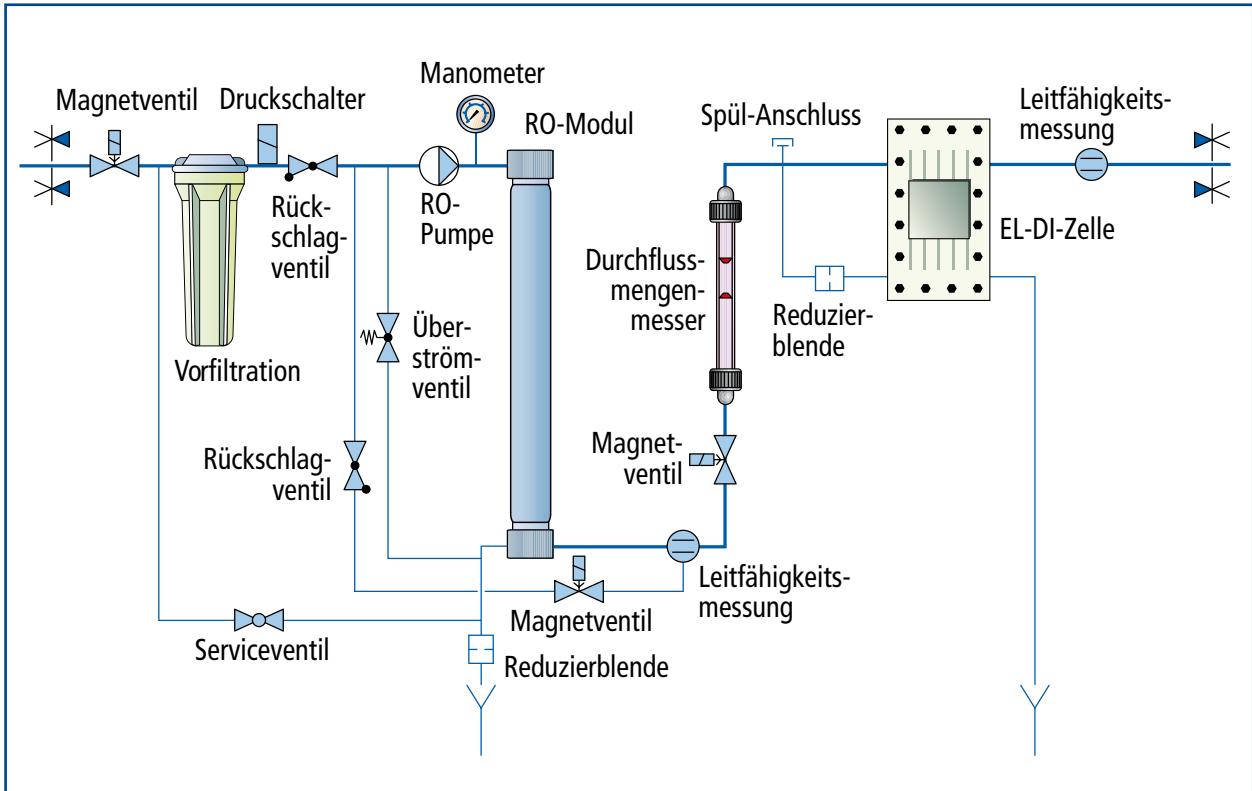 Manometer
Magnetventil
Druckschalter
RO-Modul
Spül-Anschluss
Leitfähigkeits-
messung
Rück-
schlag-
ventil
RO-
Pumpe
EL-DI-Zelle
Durchfluss-
mengen-
messer
Reduzier-
blende
Über-
ström-
ventil
Vorfiltration
Rückschlag-
ventil
Magnet-
ventil
Leitfähigkeits-
messung
Magnetventil
Serviceventil
Reduzierblende